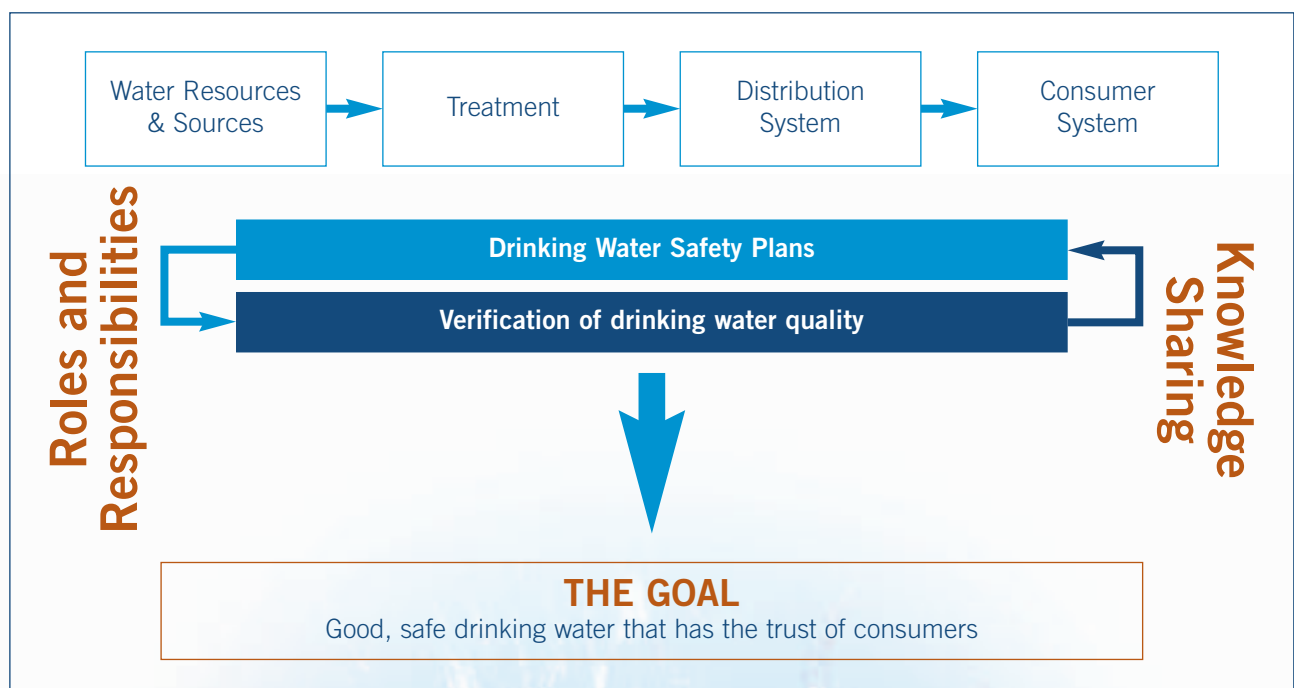 Water Resources
& Sources
Treatment
Distribution
System
Consumer
System
Roles and
Responsibilities
Drinking Water Safety Plans
Verification of drinking water quality
Knowledge
Sharing
THE GOAL
Good, safe drinking water that has the trust of consumers